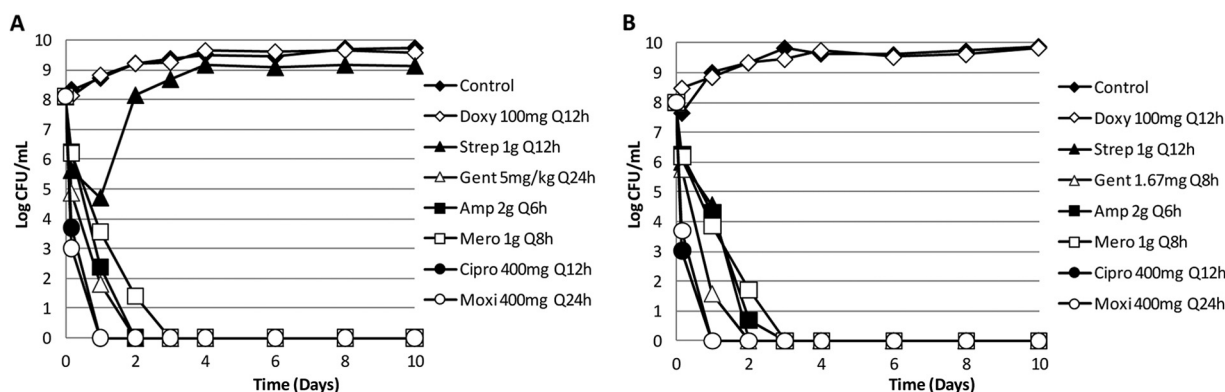 A
10
9
8
7
6
5
4
3
2
1
0
Log CFU/mL
0 2 4 6 8 10
Time (Days)
Control
Doxy 100mg Q12h
Strep 1g Q12h
Gent 5mg/kg Q24h
Amp 2g Q6h
Mero 1g Q8h
Cipro 400mg Q12h
Moxi 400mg Q24h
B
10
9
8
7
6
5
4
3
2
1
0
Log CFU/mL
0 2 4 6 8 10
Time (Days)
Control
Doxy 100mg Q12h
Strep 1g Q12h
Gent 1.67mg Q8h
Amp 2g Q6h
Mero 1g Q8h
Cipro 400mg Q12h
Moxi 400mg Q24h